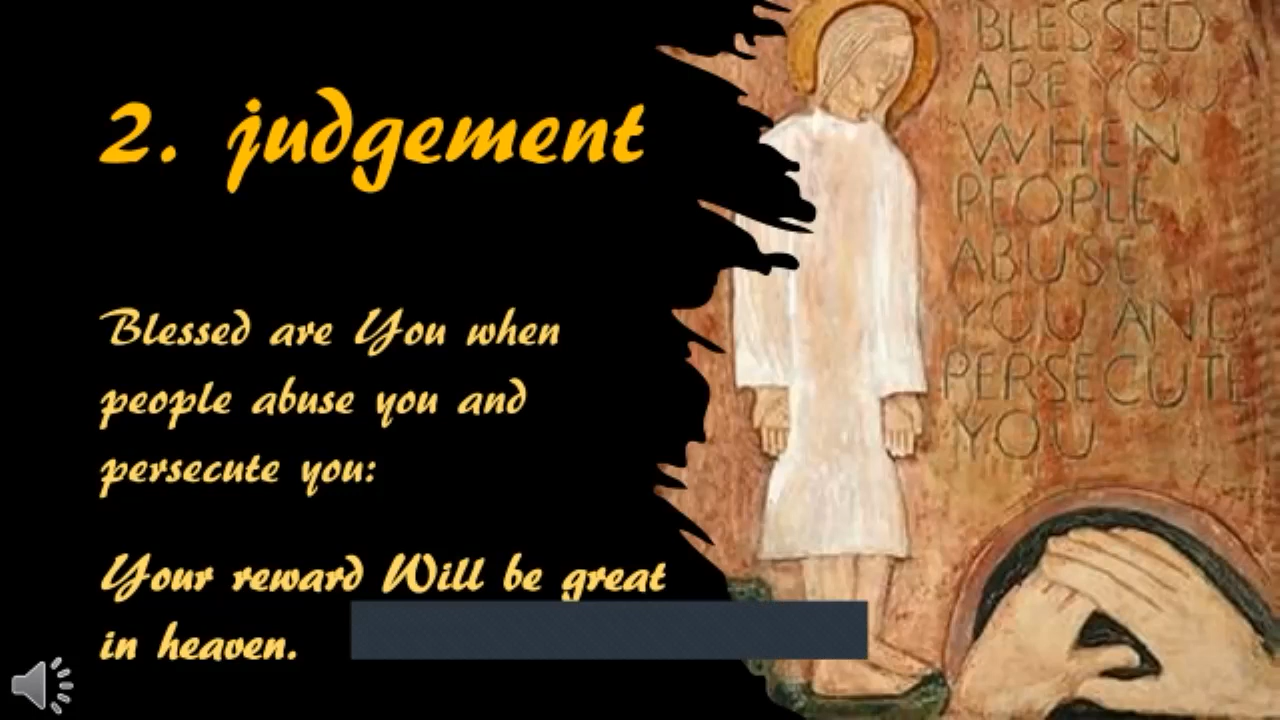 2. judgement
Blessed are You when
people abuse you and
persecute you:
Your reward Will be great
in heaven.
BLESSED
ARE YOU
WHEN
PEOPLE
ABUSE
YOU AND
PERSECUTE
YOU